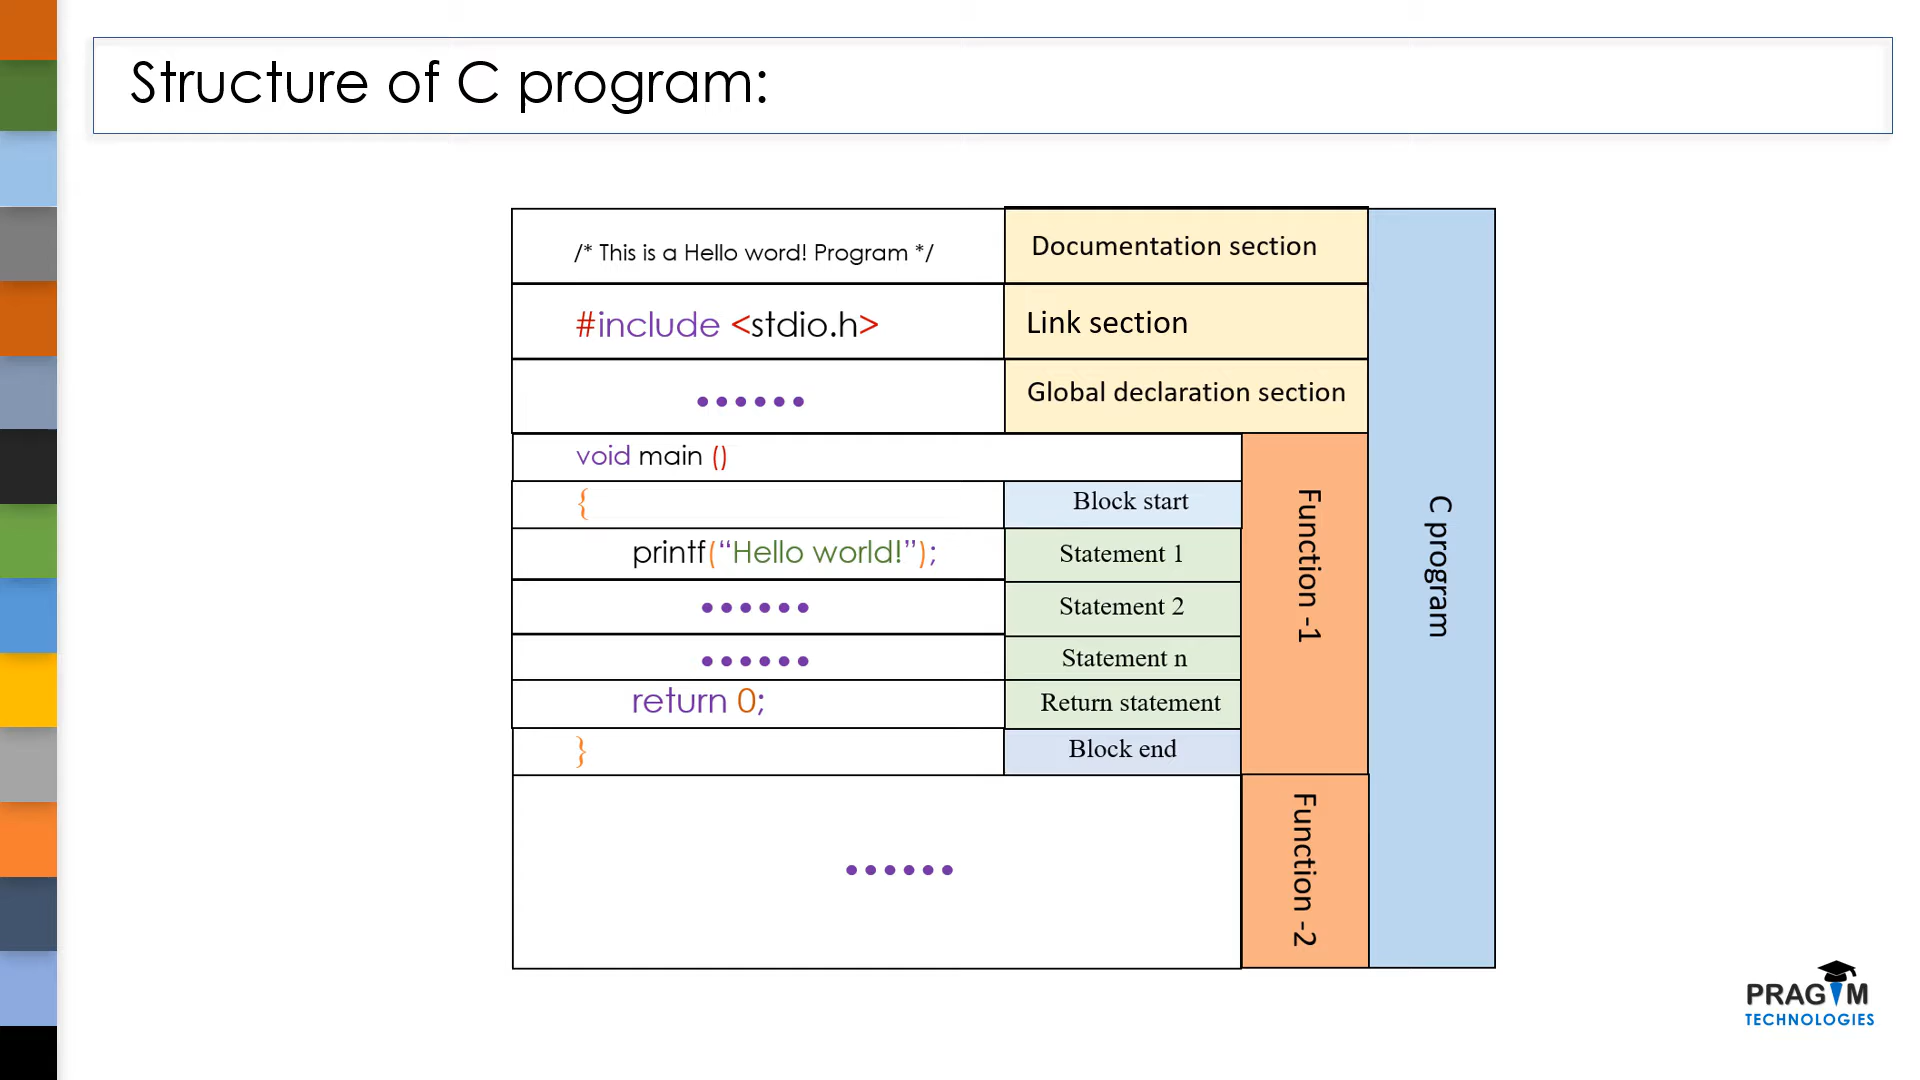 Structure of C program:
/* This is a Hello word! Program */ Documentation section
#include <stdio.h> Link section
•••••• Global declaration section
void main ()
{ Block start
printf(“Hello world!”); Statement 1
•••••• Statement 2
•••••• Statement n
return 0; Return statement
} Block end
Function -1
C program
••••••
Function -2
PRAGIM
TECHNOLOGIES